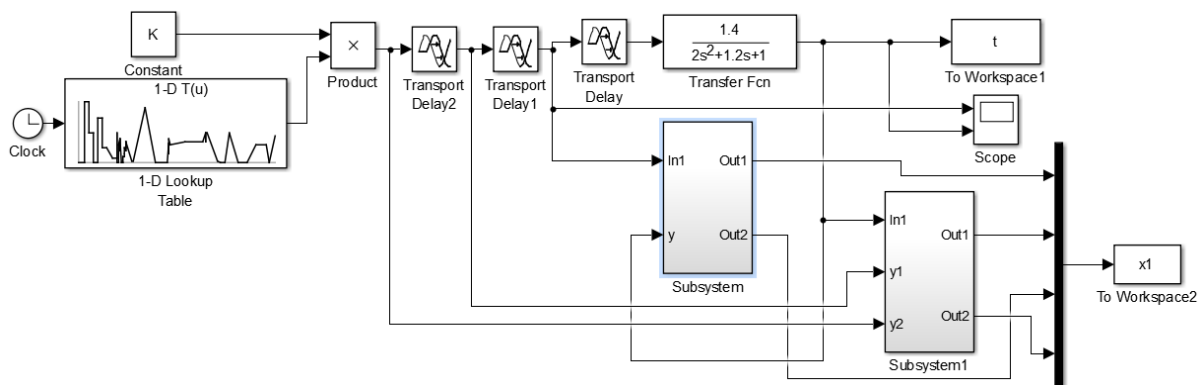 K
Constant
1-D T(u)
Clock
1-D Lookup
Table
×
Product
Transport
Delay2
Transport
Delay1
Transport
Delay
1.4
2s²+1.2s+1
Transfer Fcn
t
To Workspace1
Scope
In1
Out1
y
Out2
Subsystem
In1
Out1
y1
y2
Out2
Subsystem1
x1
To Workspace2